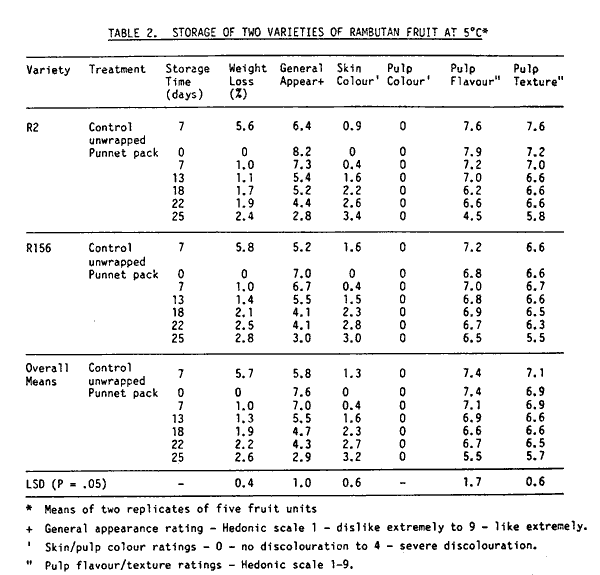 TABLE 2. STORAGE OF TWO VARIETIES OF RAMBUTAN FRUIT AT 5°C*
Variety Treatment Storage Weight General Skin Pulp Pulp Pulp
Time Loss Appear+ Colour' Colour' Flavour" Texture"
(days) (%)
R2 Control 7 5.6 6.4 0.9 0 7.6 7.6
unwrapped
Punnet pack 0 0 8.2 0 0 7.9 7.2
7 1.0 7.3 0.4 0 7.2 7.0
13 1.1 5.4 1.6 0 7.0 6.6
18 1.7 5.2 2.2 0 6.2 6.6
22 1.9 4.4 2.6 0 6.6 6.6
25 2.4 2.8 3.4 0 4.5 5.8
R156 Control 7 5.8 5.2 1.6 0 7.2 6.6
unwrapped
Punnet pack 0 0 7.0 0 0 6.8 6.6
7 1.0 6.7 0.4 0 7.0 6.7
13 1.4 5.5 1.5 0 6.8 6.6
18 2.1 4.1 2.3 0 6.9 6.5
22 2.5 4.1 2.8 0 6.7 6.3
25 2.8 3.0 3.0 0 6.5 5.5
Overall Control 7 5.7 5.8 1.3 0 7.4 7.1
Means unwrapped
Punnet pack 0 0 7.6 0 0 7.4 6.9
7 1.0 7.0 0.4 0 7.1 6.9
13 1.3 5.5 1.6 0 6.9 6.6
18 1.9 4.7 2.3 0 6.6 6.6
22 2.2 4.3 2.7 0 6.7 6.5
25 2.6 2.9 3.2 0 5.5 5.7
LSD (P = .05) - 0.4 1.0 0.6 - 1.7 0.6
* Means of two replicates of five fruit units
+ General appearance rating - Hedonic scale 1 - dislike extremely to 9 - like extremely.
' Skin/pulp colour ratings - 0 - no discolouration to 4 - severe discolouration.
" Pulp flavour/texture ratings - Hedonic scale 1-9.